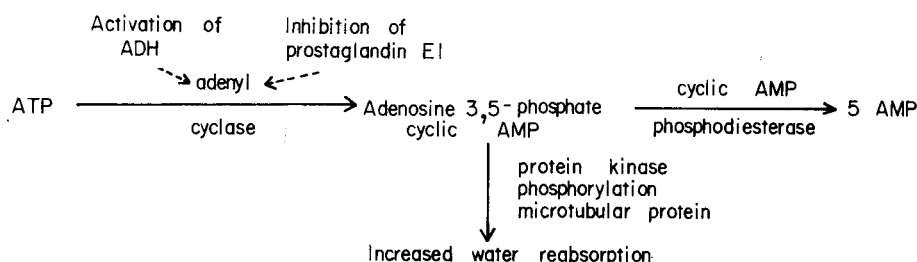 Activation of
ADH
Inhibition of
prostaglandin E1
adenyl
ATP
cyclase
Adenosine 3,5-phosphate
cyclic AMP
cyclic AMP
phosphodiesterase
5 AMP
protein kinase
phosphorylation
microtubular protein
Increased water reabsorption